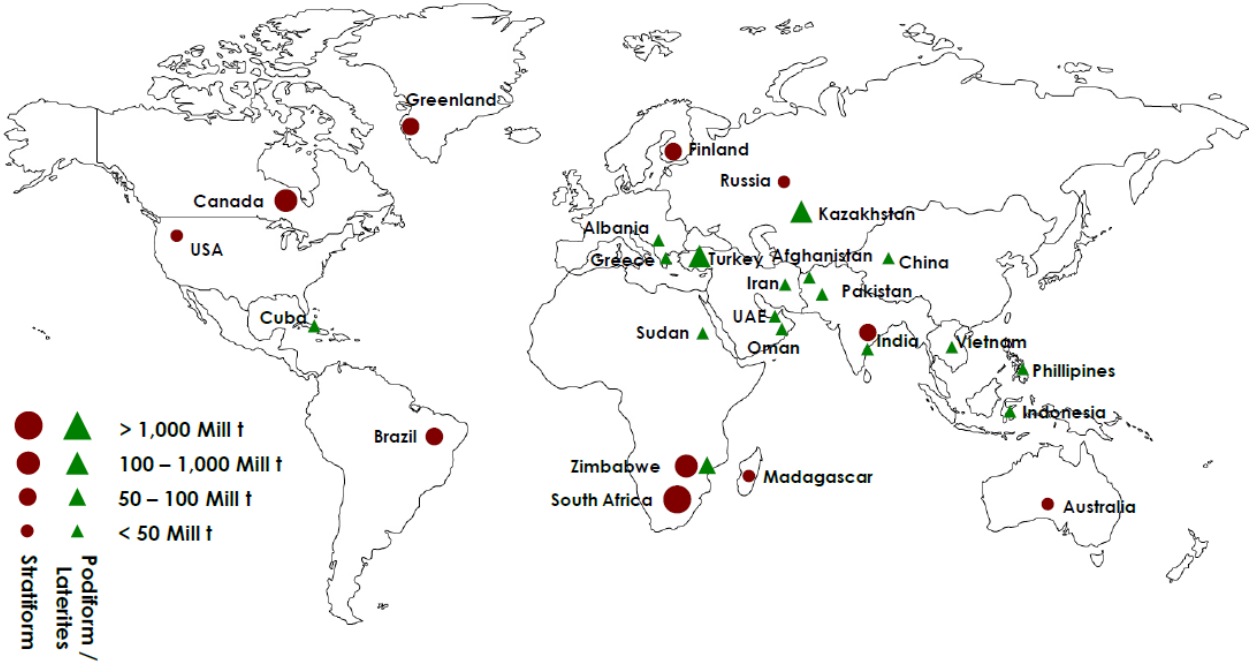 Greenland
Finland
Russia
Canada
Kazakhstan
Albania
USA
Greece
Turkey
Afghanistan
China
Iran
Pakistan
Cuba
UAE
Sudan
Oman
India
Vietnam
Phillipines
Indonesia
Brazil
Zimbabwe
Madagascar
South Africa
Australia
> 1,000 Mill t
100 – 1,000 Mill t
50 – 100 Mill t
< 50 Mill t
Stratiform
Podiform /
Laterites